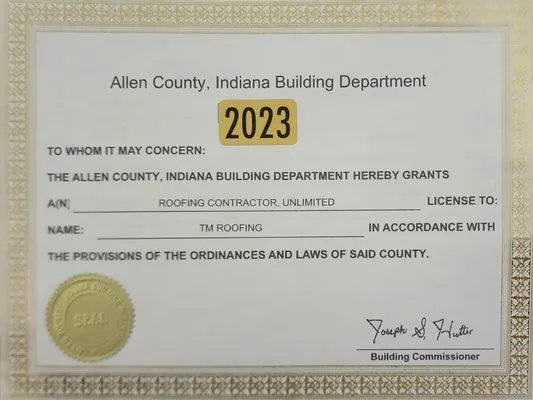 Allen County, Indiana Building Department
2023
TO WHOM IT MAY CONCERN:
THE ALLEN COUNTY, INDIANA BUILDING DEPARTMENT HEREBY GRANTS
A(N) ROOFING CONTRACTOR, UNLIMITED LICENSE TO:
NAME: TM ROOFING IN ACCORDANCE WITH
THE PROVISIONS OF THE ORDINANCES AND LAWS OF SAID COUNTY.
SEAL
Joseph S. Hutter
Building Commissioner